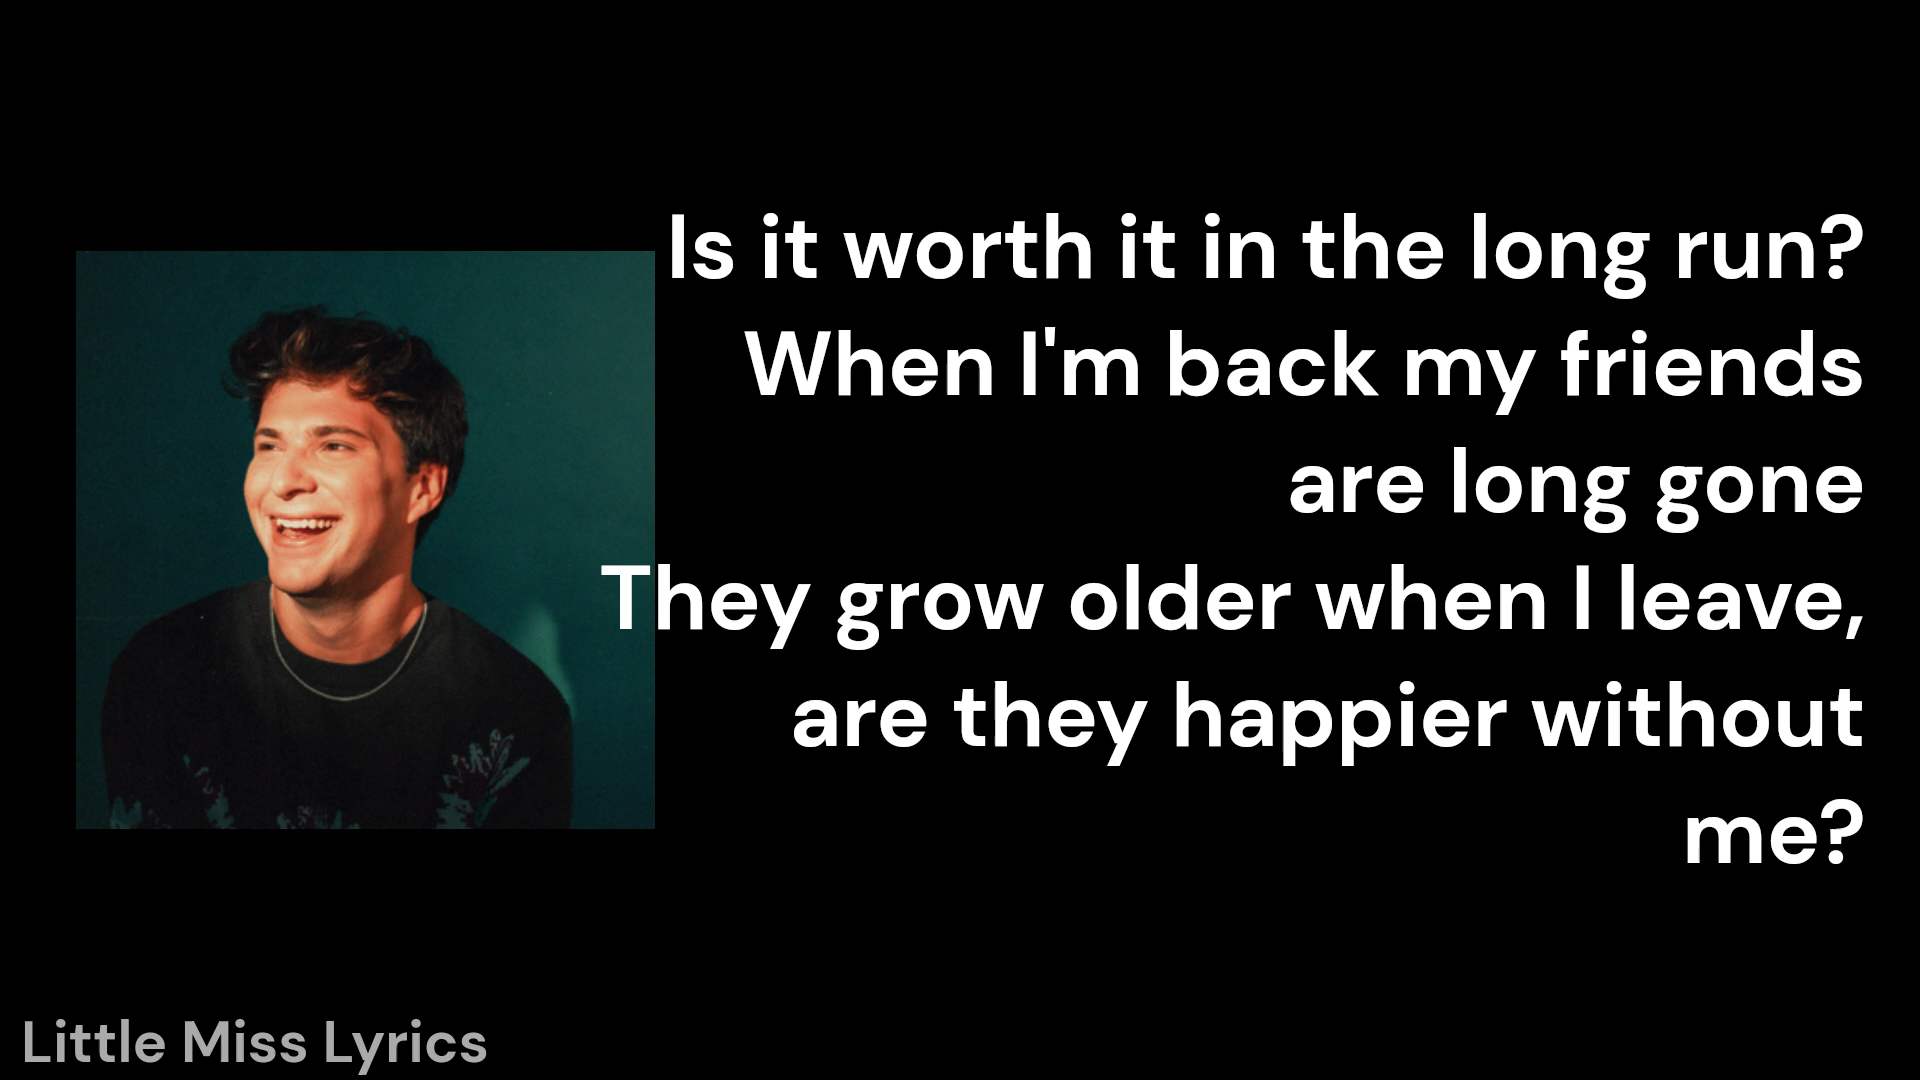 Is it worth it in the long run?
When I'm back my friends
are long gone
They grow older when I leave,
are they happier without
me?
Little Miss Lyrics